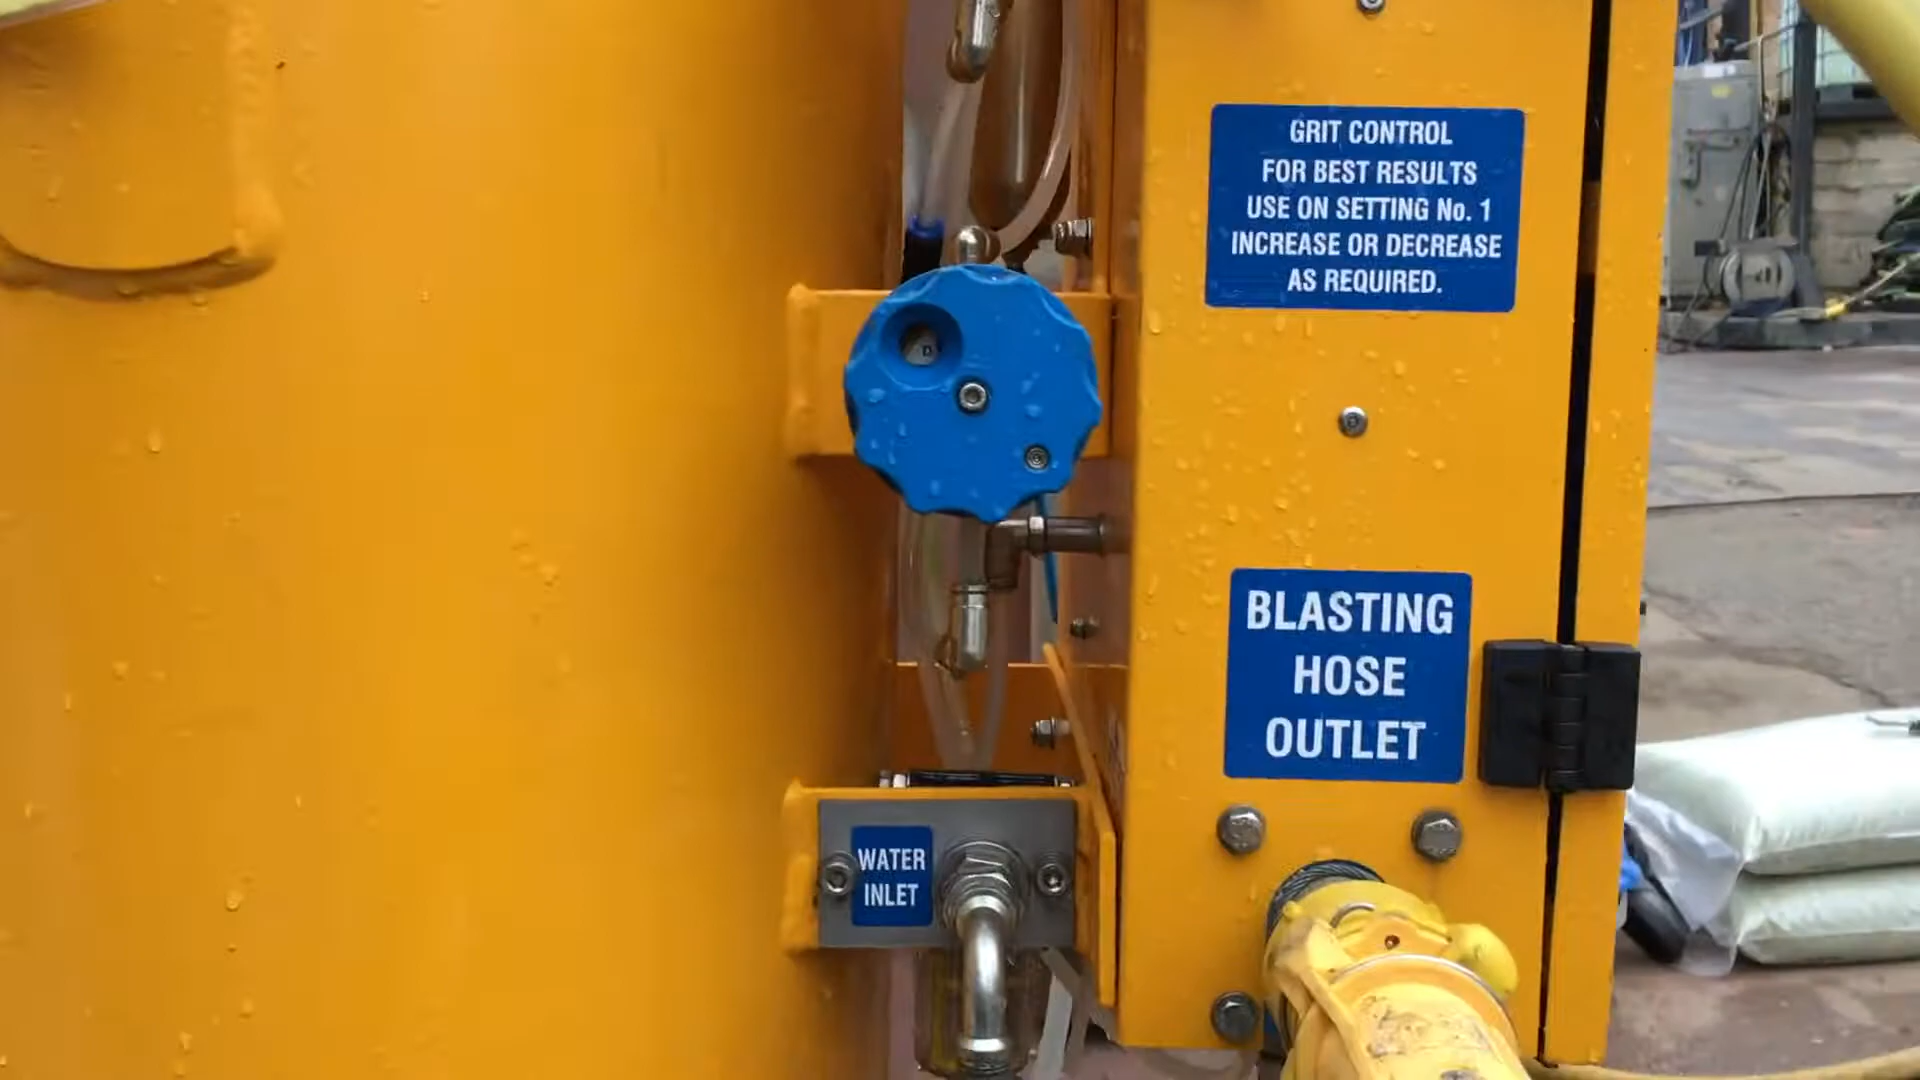 GRIT CONTROL
FOR BEST RESULTS
USE ON SETTING No. 1
INCREASE OR DECREASE
AS REQUIRED.
BLASTING
HOSE
OUTLET
WATER
INLET